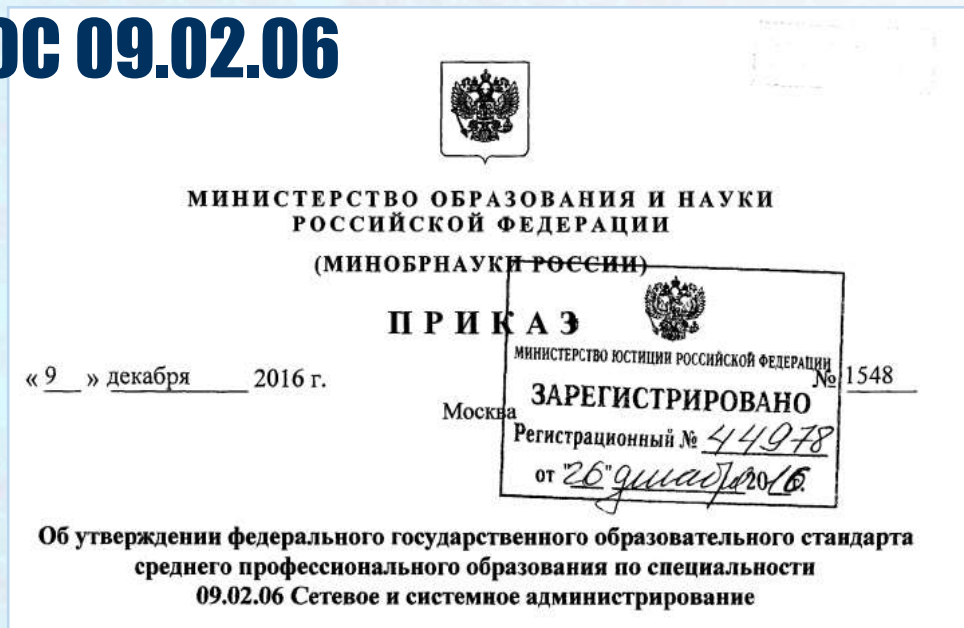 ОС 09.02.06
МИНИСТЕРСТВО ОБРАЗОВАНИЯ И НАУКИ
РОССИЙСКОЙ ФЕДЕРАЦИИ
(МИНОБРНАУКИ РОССИИ)
ПРИКАЗ
МИНИСТЕРСТВО ЮСТИЦИИ РОССИЙСКОЙ ФЕДЕРАЦИИ
« 9 » декабря 2016 г.
№ 1548
Москва
ЗАРЕГИСТРИРОВАНО
Регистрационный № 44978
от "26" декабря 2016.
Об утверждении федерального государственного образовательного стандарта
среднего профессионального образования по специальности
09.02.06 Сетевое и системное администрирование